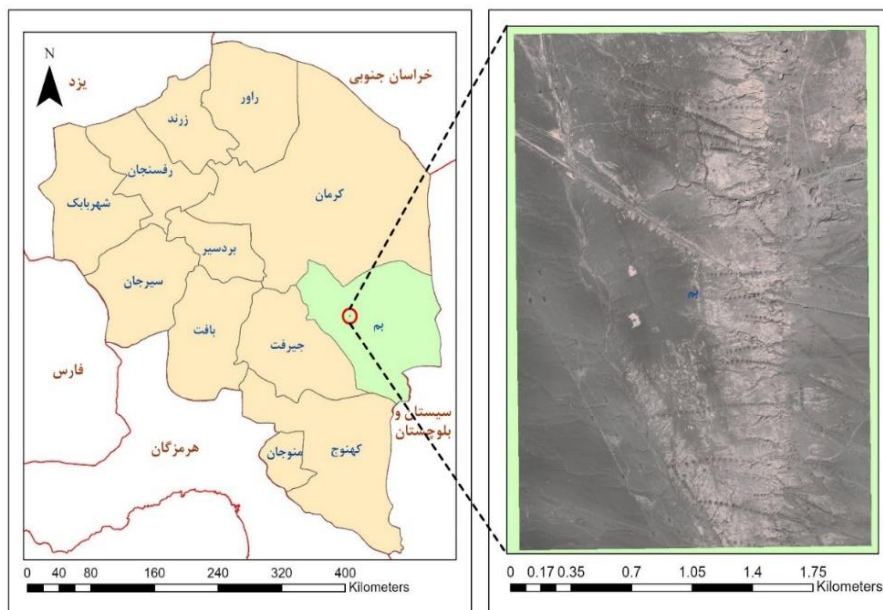 N
یزد
خراسان جنوبی
راور
زرند
رفسنجان
کرمان
شهربابک
بردسیر
سیرجان
بم
بافت
جیرفت
فارس
سیستان و
بلوچستان
هرمزگان
کهنوج
منوجان
0 40 80 160 240 320 400
Kilometers
بم
0 0.17 0.35 0.7 1.05 1.4 1.75
Kilometers